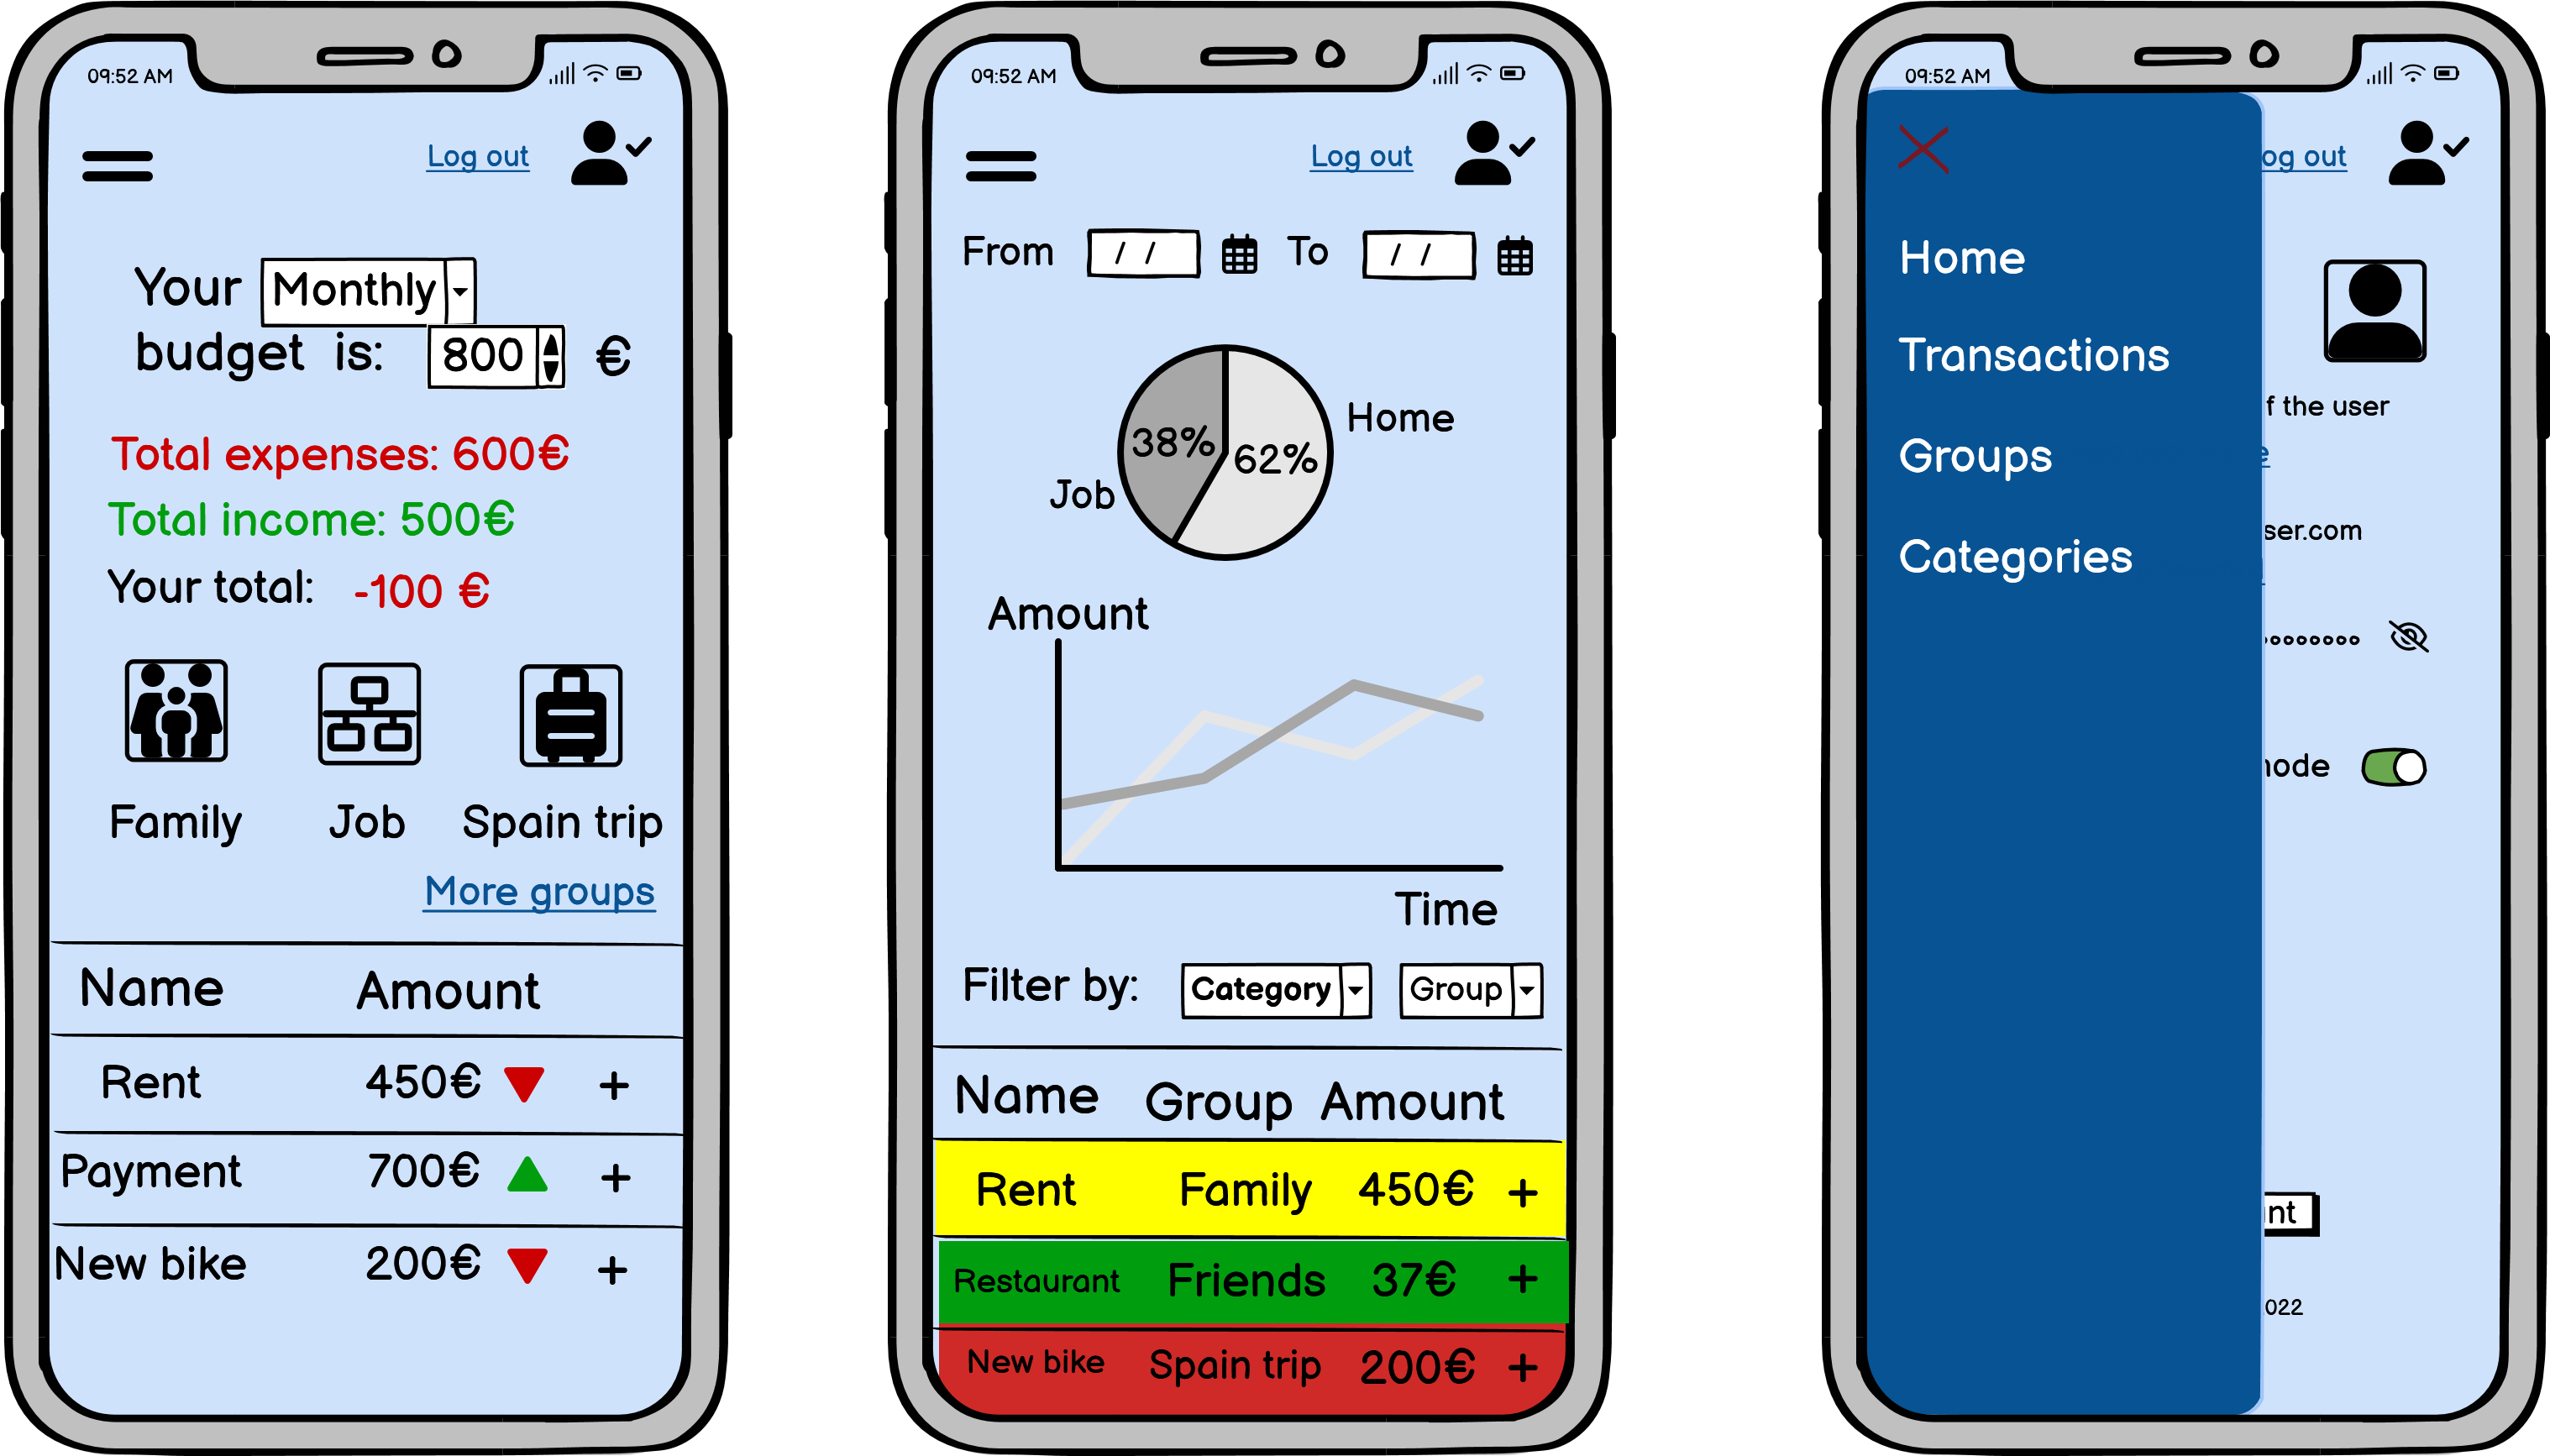 09:52 AM
Log out
Your Monthly
budget is: 800 €
Total expenses: 600€
Total income: 500€
Your total: -100 €
Family Job Spain trip
More groups
Name Amount
Rent 450€ +
Payment 700€ +
New bike 200€ +
09:52 AM
Log out
From / / To / /
38% 62% Home
Job
Amount
Time
Filter by: Category Group
Name Group Amount
Rent Family 450€ +
Restaurant Friends 37€ +
New bike Spain trip 200€ +
09:52 AM
og out
Home
Transactions
f the user
Groups
e
ser.com
Categories
ode
nt
022